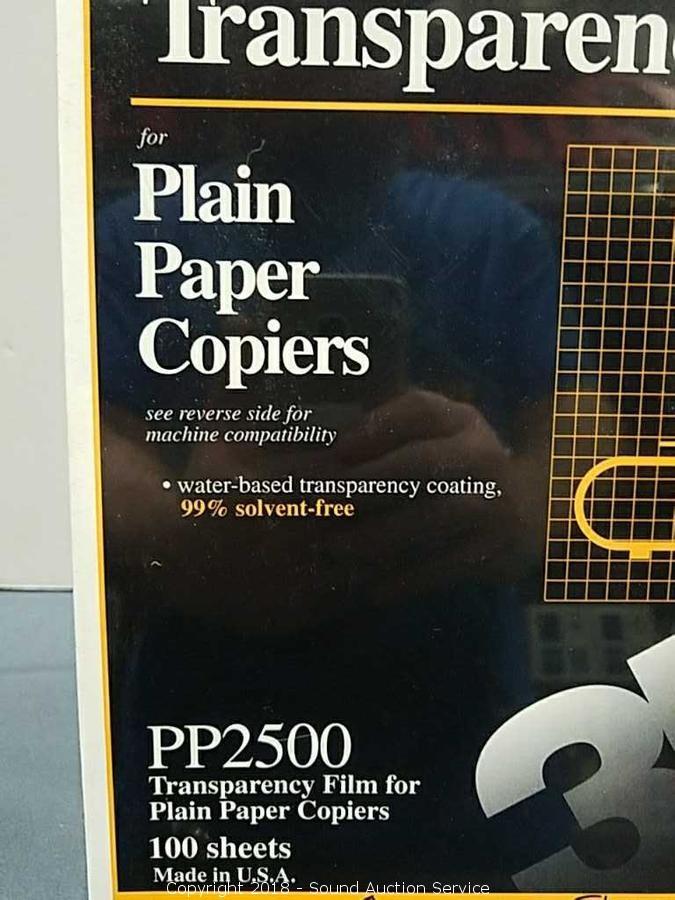 Transparen
for
Plain
Paper
Copiers
see reverse side for
machine compatibility
• water-based transparency coating,
99% solvent-free
3
PP2500
Transparency Film for
Plain Paper Copiers
100 sheets
Made in U.S.A.
Copyright 2018 - Sound Auction Service